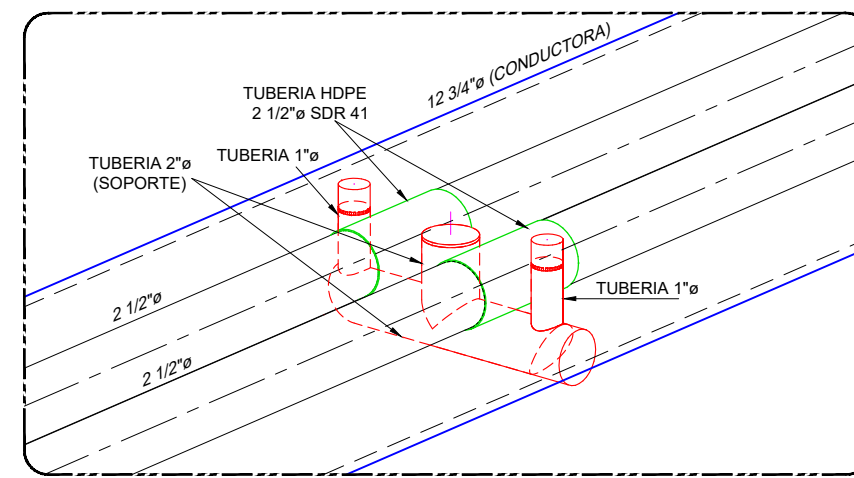 12 3/4"ø (CONDUCTORA)
TUBERIA HDPE
2 1/2"ø SDR 41
TUBERIA 1"ø
TUBERIA 2"ø
(SOPORTE)
TUBERIA 1"ø
2 1/2"ø
2 1/2"ø